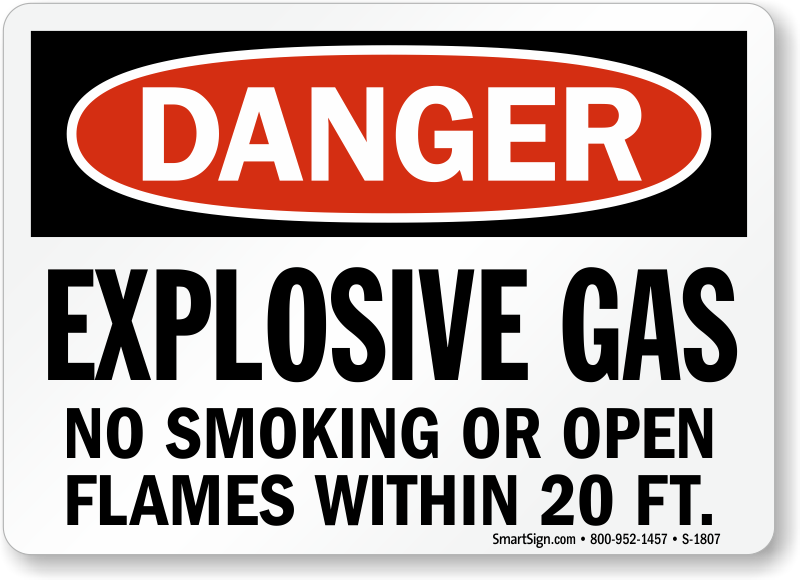 DANGER
EXPLOSIVE GAS
NO SMOKING OR OPEN
FLAMES WITHIN 20 FT.
SmartSign.com • 800-952-1457 • S-1807